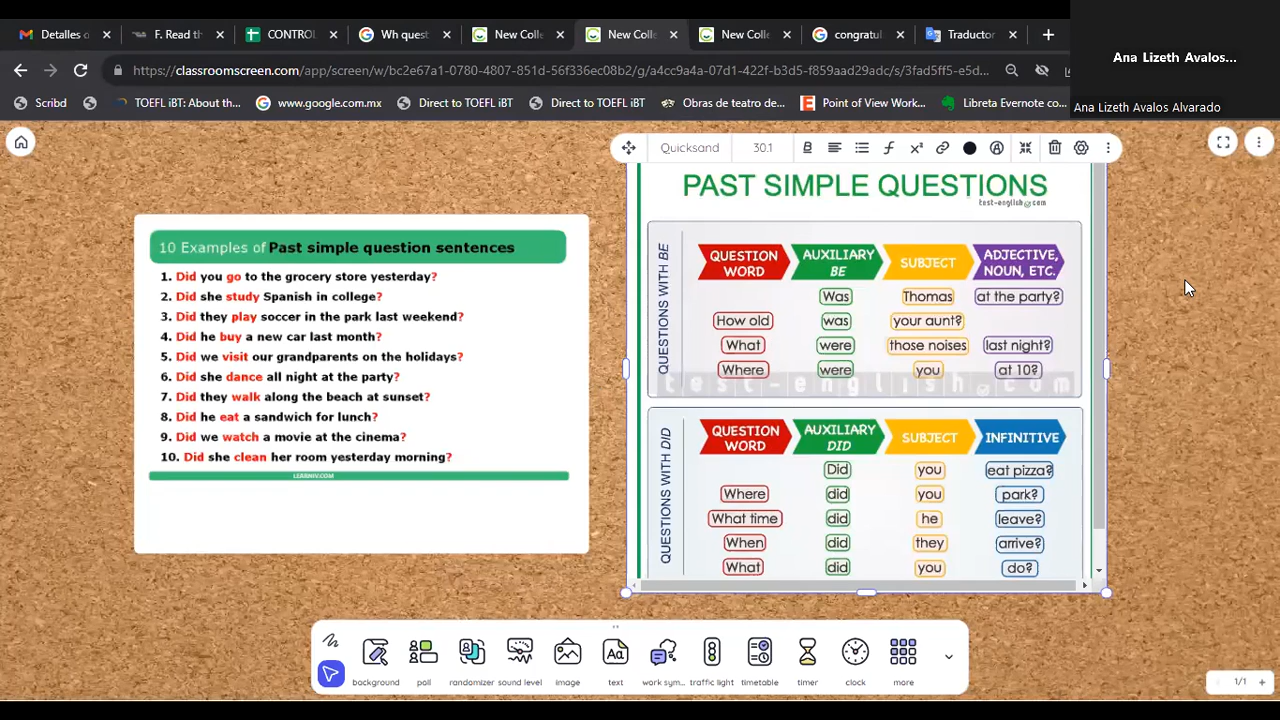 Detalles
F. Read th
CONTROL
Wh quest
New Colle
New Colle
New Colle
congratul
Traductor
Ana Lizeth Avalos...
https://classroomscreen.com/app/screen/w/bc2e67a1-0780-4807-851d-56f336ec08b2/g/a4cc9a4a-07d1-422f-b3d5-f859aad29adc/s/3fad5ff5-e5d...
Scribd
TOEFL iBT: About th...
www.google.com.mx
Direct to TOEFL iBT
Direct to TOEFL iBT
Obras de teatro de...
Point of View Work...
Libreta Evernote co...
Ana Lizeth Avalos Alvarado
Quicksand 30.1
10 Examples of Past simple question sentences
1. Did you go to the grocery store yesterday?
2. Did she study Spanish in college?
3. Did they play soccer in the park last weekend?
4. Did he buy a new car last month?
5. Did we visit our grandparents on the holidays?
6. Did she dance all night at the party?
7. Did they walk along the beach at sunset?
8. Did he eat a sandwich for lunch?
9. Did we watch a movie at the cinema?
10. Did she clean her room yesterday morning?
LEARNIV.COM
PAST SIMPLE QUESTIONS
test-english.com
QUESTIONS WITH BE
QUESTION WORD
AUXILIARY BE
SUBJECT
ADJECTIVE, NOUN, ETC.
Was Thomas at the party?
How old was your aunt?
What were those noises last night?
Where were you at 10?
test-english.com
QUESTIONS WITH DID
QUESTION WORD
AUXILIARY DID
SUBJECT
INFINITIVE
Did you eat pizza?
Where did you park?
What time did he leave?
When did they arrive?
What did you do?
background
poll
randomizer
sound level
image
text
work sym...
traffic light
timetable
timer
clock
more
1/1